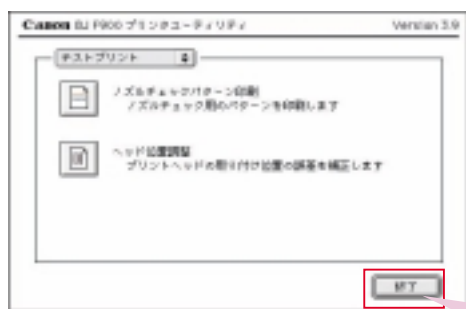 Canon BJ F900 プリンタユーティリティ
Version 3.9
テストプリント
ノズルチェックパターン印刷
ノズルチェック用のパターンを印刷します
ヘッド位置調整
プリントヘッドの取り付け位置の誤差を補正します
終了